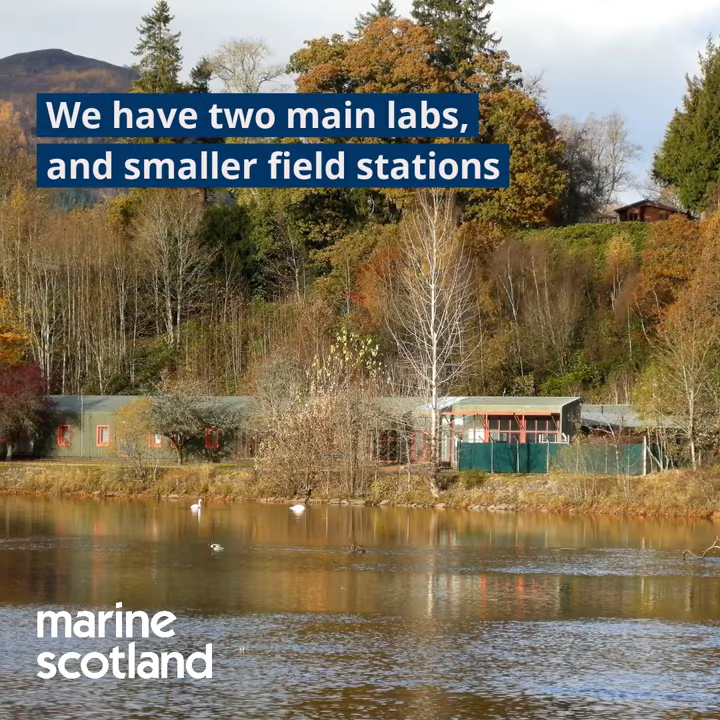 We have two main labs,
and smaller field stations
marine
scotland